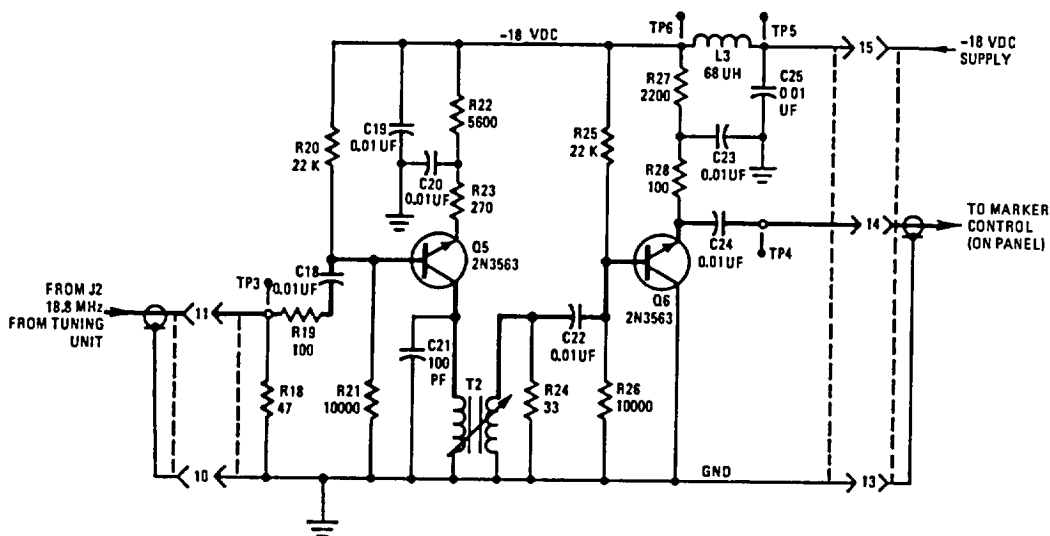 TP6
TP5
-18 VDC
15
-18 VDC
SUPPLY
L3
68 UH
R27
2200
C25
0.01
UF
R22
5600
C19
0.01UF
R20
22 K
R25
22 K
C20
0.01UF
C23
0.01UF
R23
270
R28
100
Q5
2N3563
C24
0.01UF
TP4
14
TO MARKER
CONTROL
(ON PANEL)
Q6
2N3563
TP3
C18
0.01UF
FROM J2
18.8 MHz
FROM TUNING
UNIT
11
R19
100
C21
100
PF
C22
0.01UF
T2
R18
47
R21
10000
R24
33
R26
10000
10
GND
13